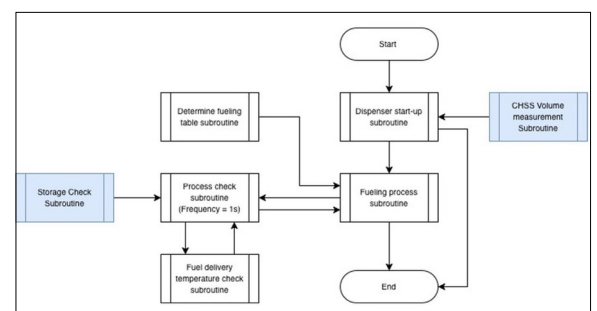 Start
Determine fueling
table subroutine
Dispenser start-up
subroutine
CHSS Volume
measurement
Subroutine
Storage Check
Subroutine
Process check
subroutine
(Frequency = 1s)
Fueling process
subroutine
Fuel delivery
temperature check
subroutine
End